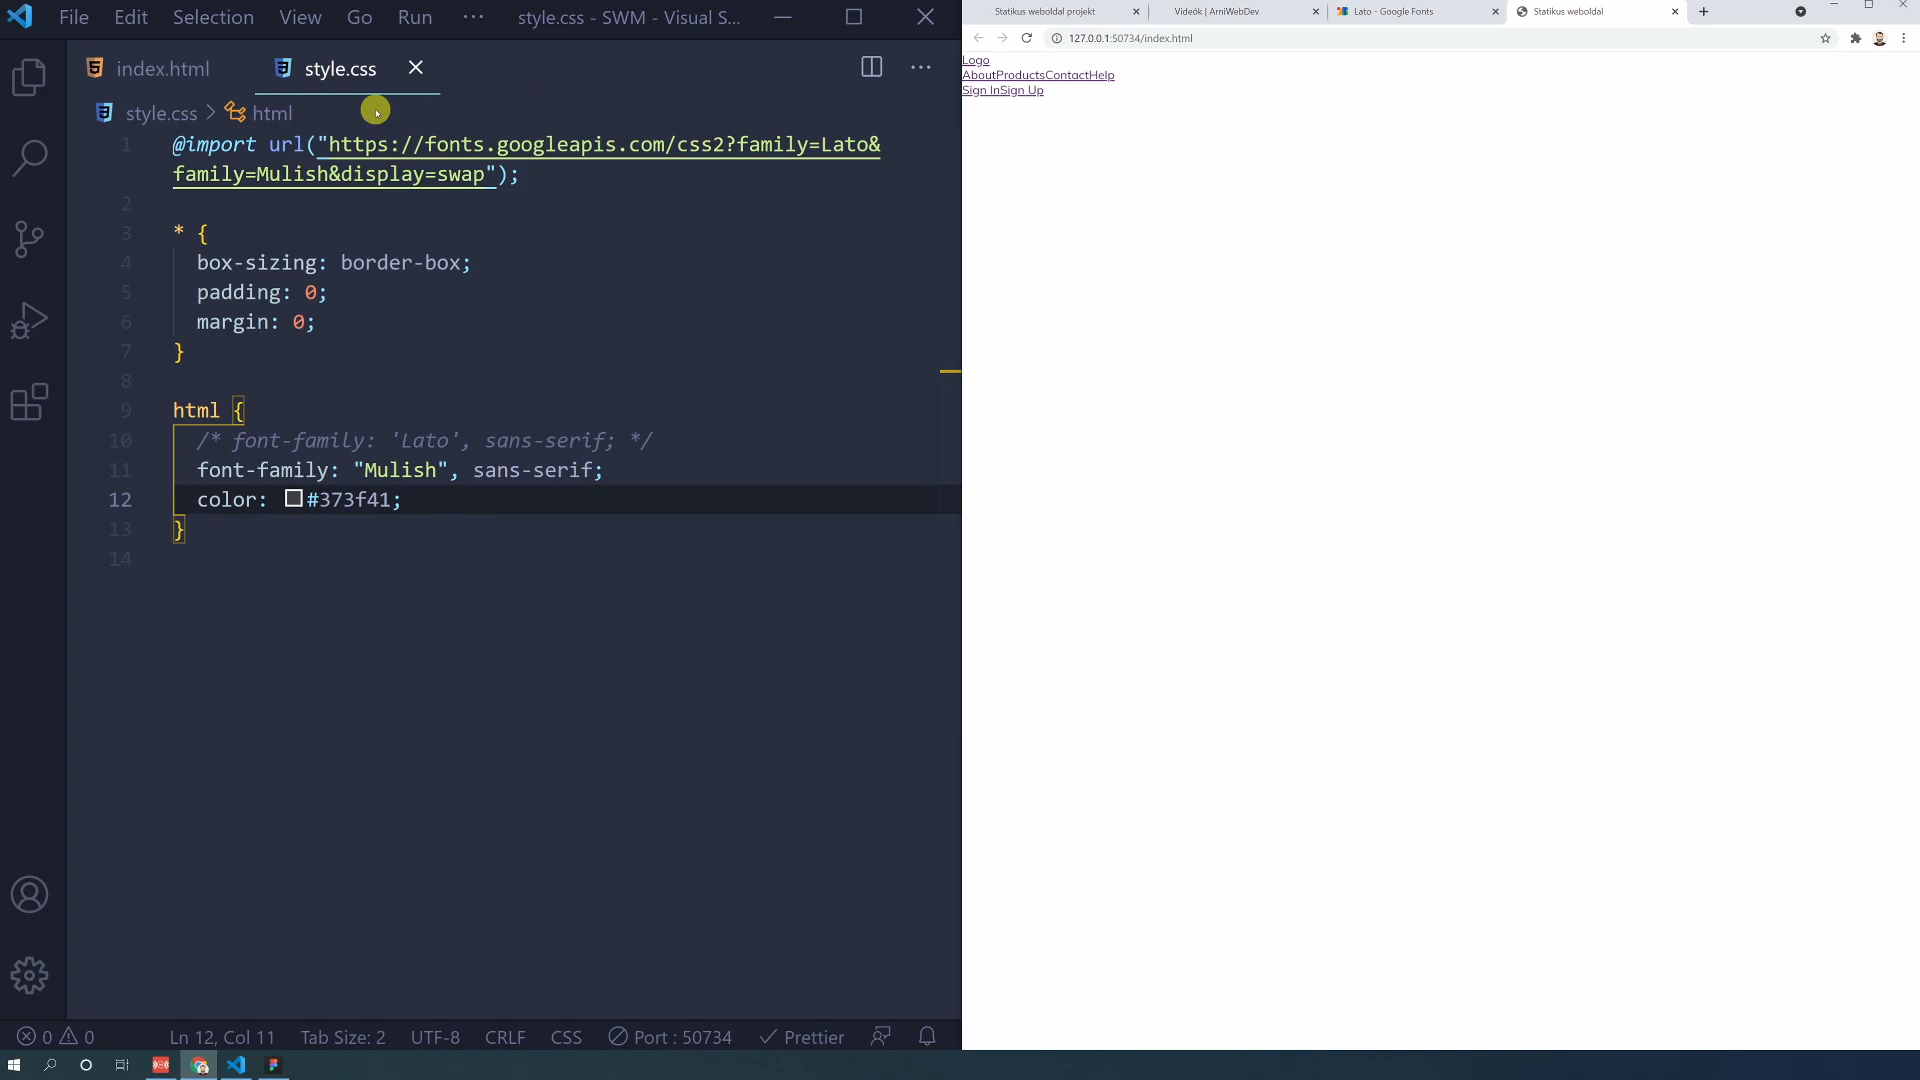 File Edit Selection View Go Run ··· style.css - SWM - Visual S...
index.html style.css
style.css > html
1 @import url("https://fonts.googleapis.com/css2?family=Lato&
family=Mulish&display=swap");
2
3 * {
4 box-sizing: border-box;
5 padding: 0;
6 margin: 0;
7 }
8
9 html {
10 /* font-family: 'Lato', sans-serif; */
11 font-family: "Mulish", sans-serif;
12 color: #373f41;
13 }
14
0 0 Ln 12, Col 11 Tab Size: 2 UTF-8 CRLF CSS Port : 50734 Prettier
Statikus weboldal projekt Videók | ArniWebDev Lato - Google Fonts Statikus weboldal
127.0.0.1:50734/index.html
Logo
AboutProductsContactHelp
Sign InSign Up